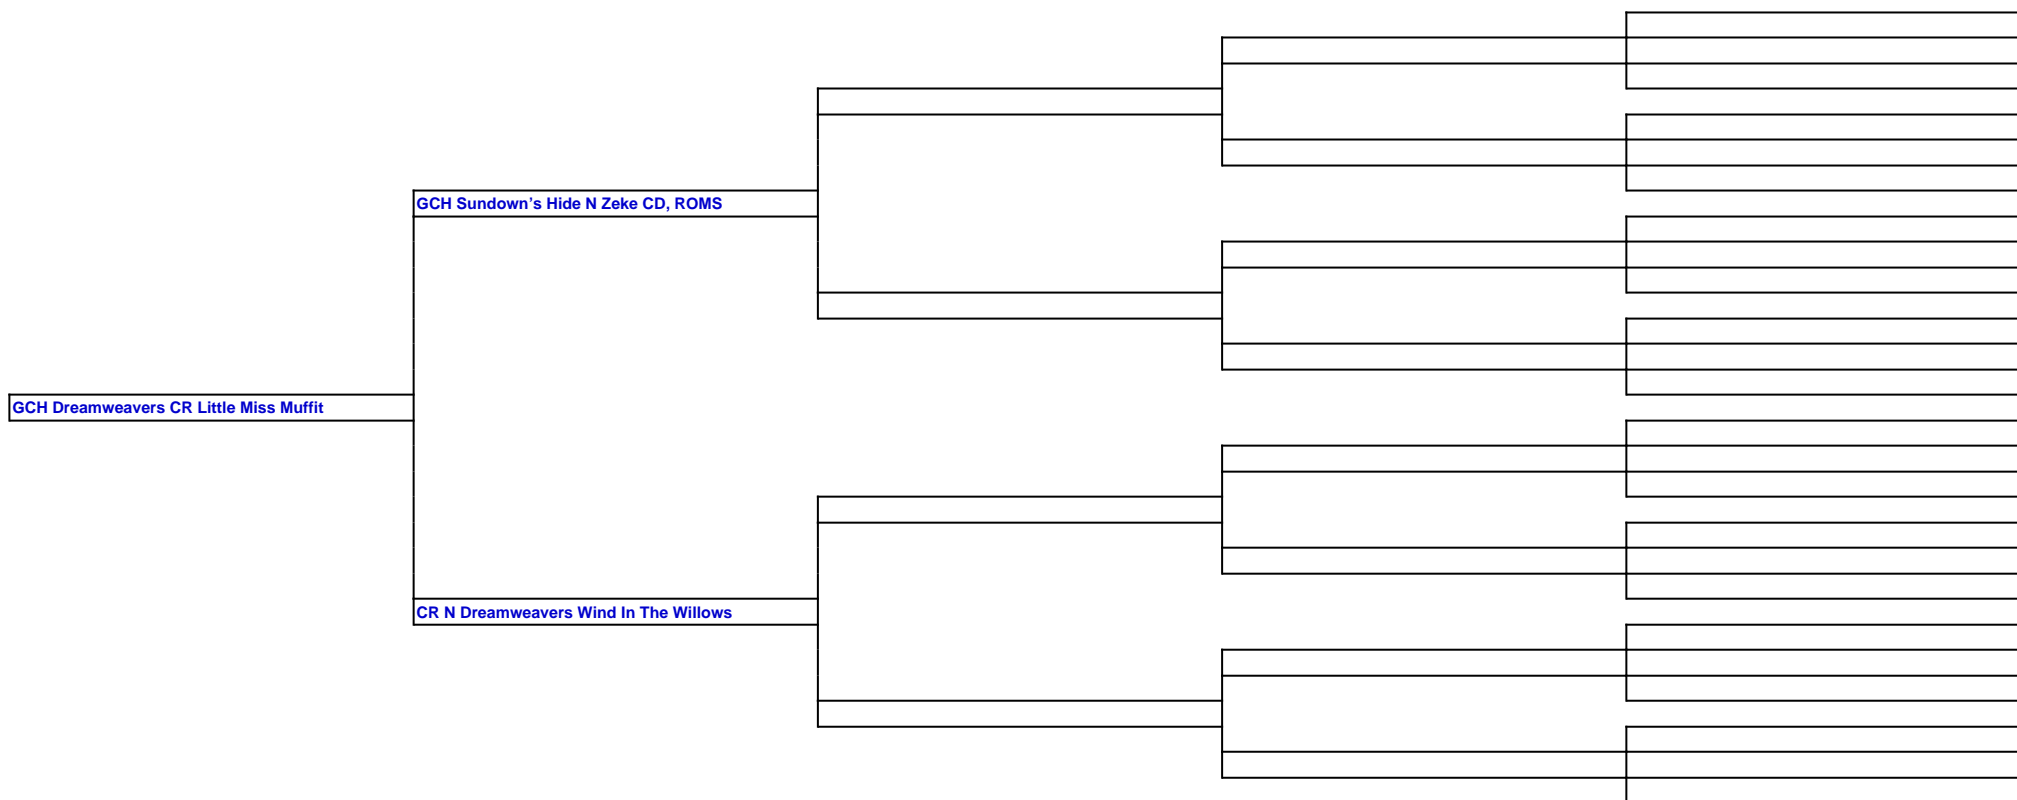 GCH Sundown’s Hide N Zeke CD, ROMS
GCH Dreamweavers CR Little Miss Muffit
CR N Dreamweavers Wind In The Willows